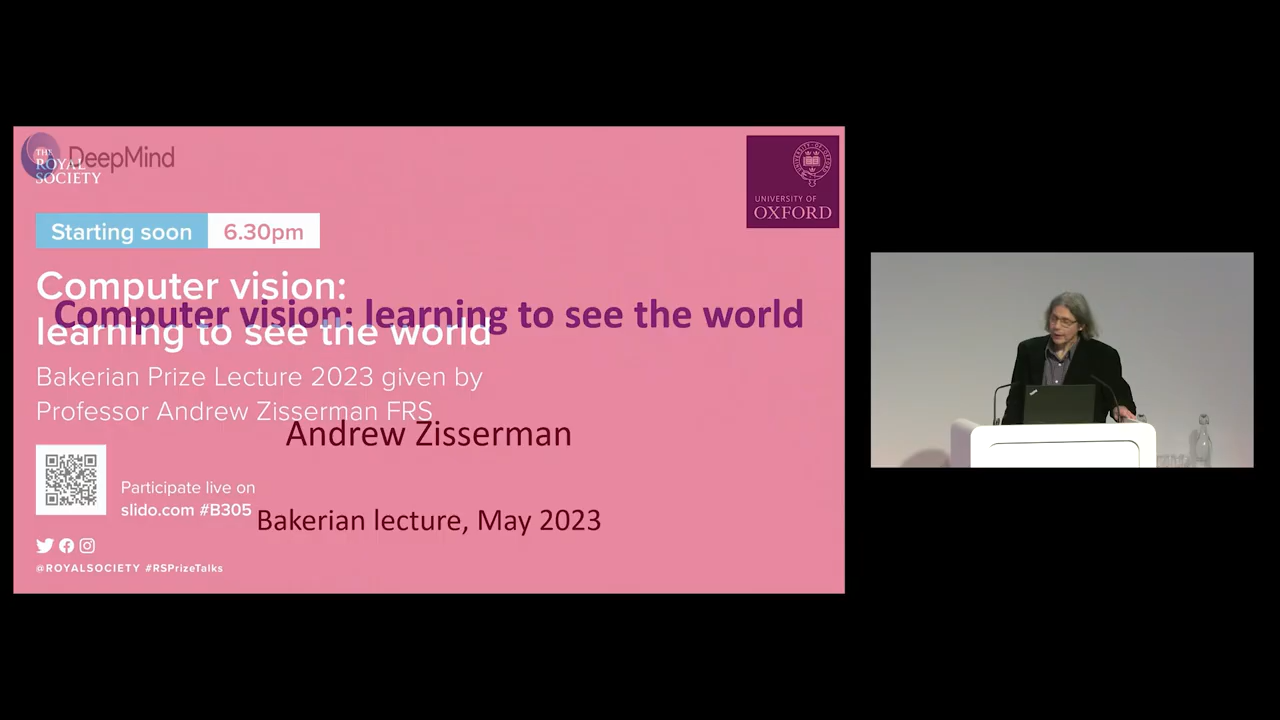 THE
ROYAL
SOCIETY
DeepMind
UNIVERSITY OF
OXFORD
Starting soon 6.30pm
Computer vision:
learning to see the world
Computer vision: learning to see the world
Bakerian Prize Lecture 2023 given by
Professor Andrew Zisserman FRS
Andrew Zisserman
Participate live on
slido.com #B305
Bakerian lecture, May 2023
@ROYALSOCIETY #RSPrizeTalks